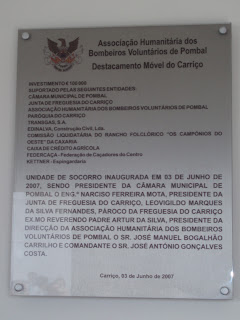 Associação Humanitária dos
Bombeiros Voluntários de Pombal
Destacamento Móvel do Carriço
INVESTIMENTO € 150.000
SUPORTADO PELAS SEGUINTES ENTIDADES:
CÂMARA MUNICIPAL DE POMBAL
JUNTA DE FREGUESIA DO CARRIÇO
ASSOCIAÇÃO HUMANITÁRIA DOS BOMBEIROS VOLUNTÁRIOS DE POMBAL
PAROQUIA DO CARRIÇO
TRANSGAS, S.A.
EDINALVA, Construção Civil, Lda.
COMISSÃO LIQUIDATÁRIA DO RANCHO FOLCLÓRICO "OS CAMPÓNIOS DO
OESTE" DA CAXARIA
CAIXA DE CRÉDITO AGRÍCOLA
FEDERCAÇA - Federação de Caçadores do Centro
KETTNER - Espingardaria
UNIDADE DE SOCORRO INAUGURADA EM 03 DE JUNHO DE
2007, SENDO PRESIDENTE DA CÂMARA MUNICIPAL DE
POMBAL O ENG.º NARCISO FERREIRA MOTA, PRESIDENTE DA
JUNTA DE FREGUESIA DO CARRIÇO, LEOVIGILDO MARQUES
DA SILVA FERNANDES, PÁROCO DA FREGUESIA DO CARRIÇO
EX.MO REVERENDO PADRE ARTUR DA SILVA, PRESIDENTE DA
DIRECÇÃO DA ASSOCIAÇÃO HUMANITÁRIA DOS BOMBEIROS
VOLUNTÁRIOS DE POMBAL O SR. JOSÉ MANUEL BOGALHÃO
CARRILHO E COMANDANTE O SR. JOSÉ ANTÓNIO GONÇALVES
COSTA.
Carriço, 03 de Junho de 2007